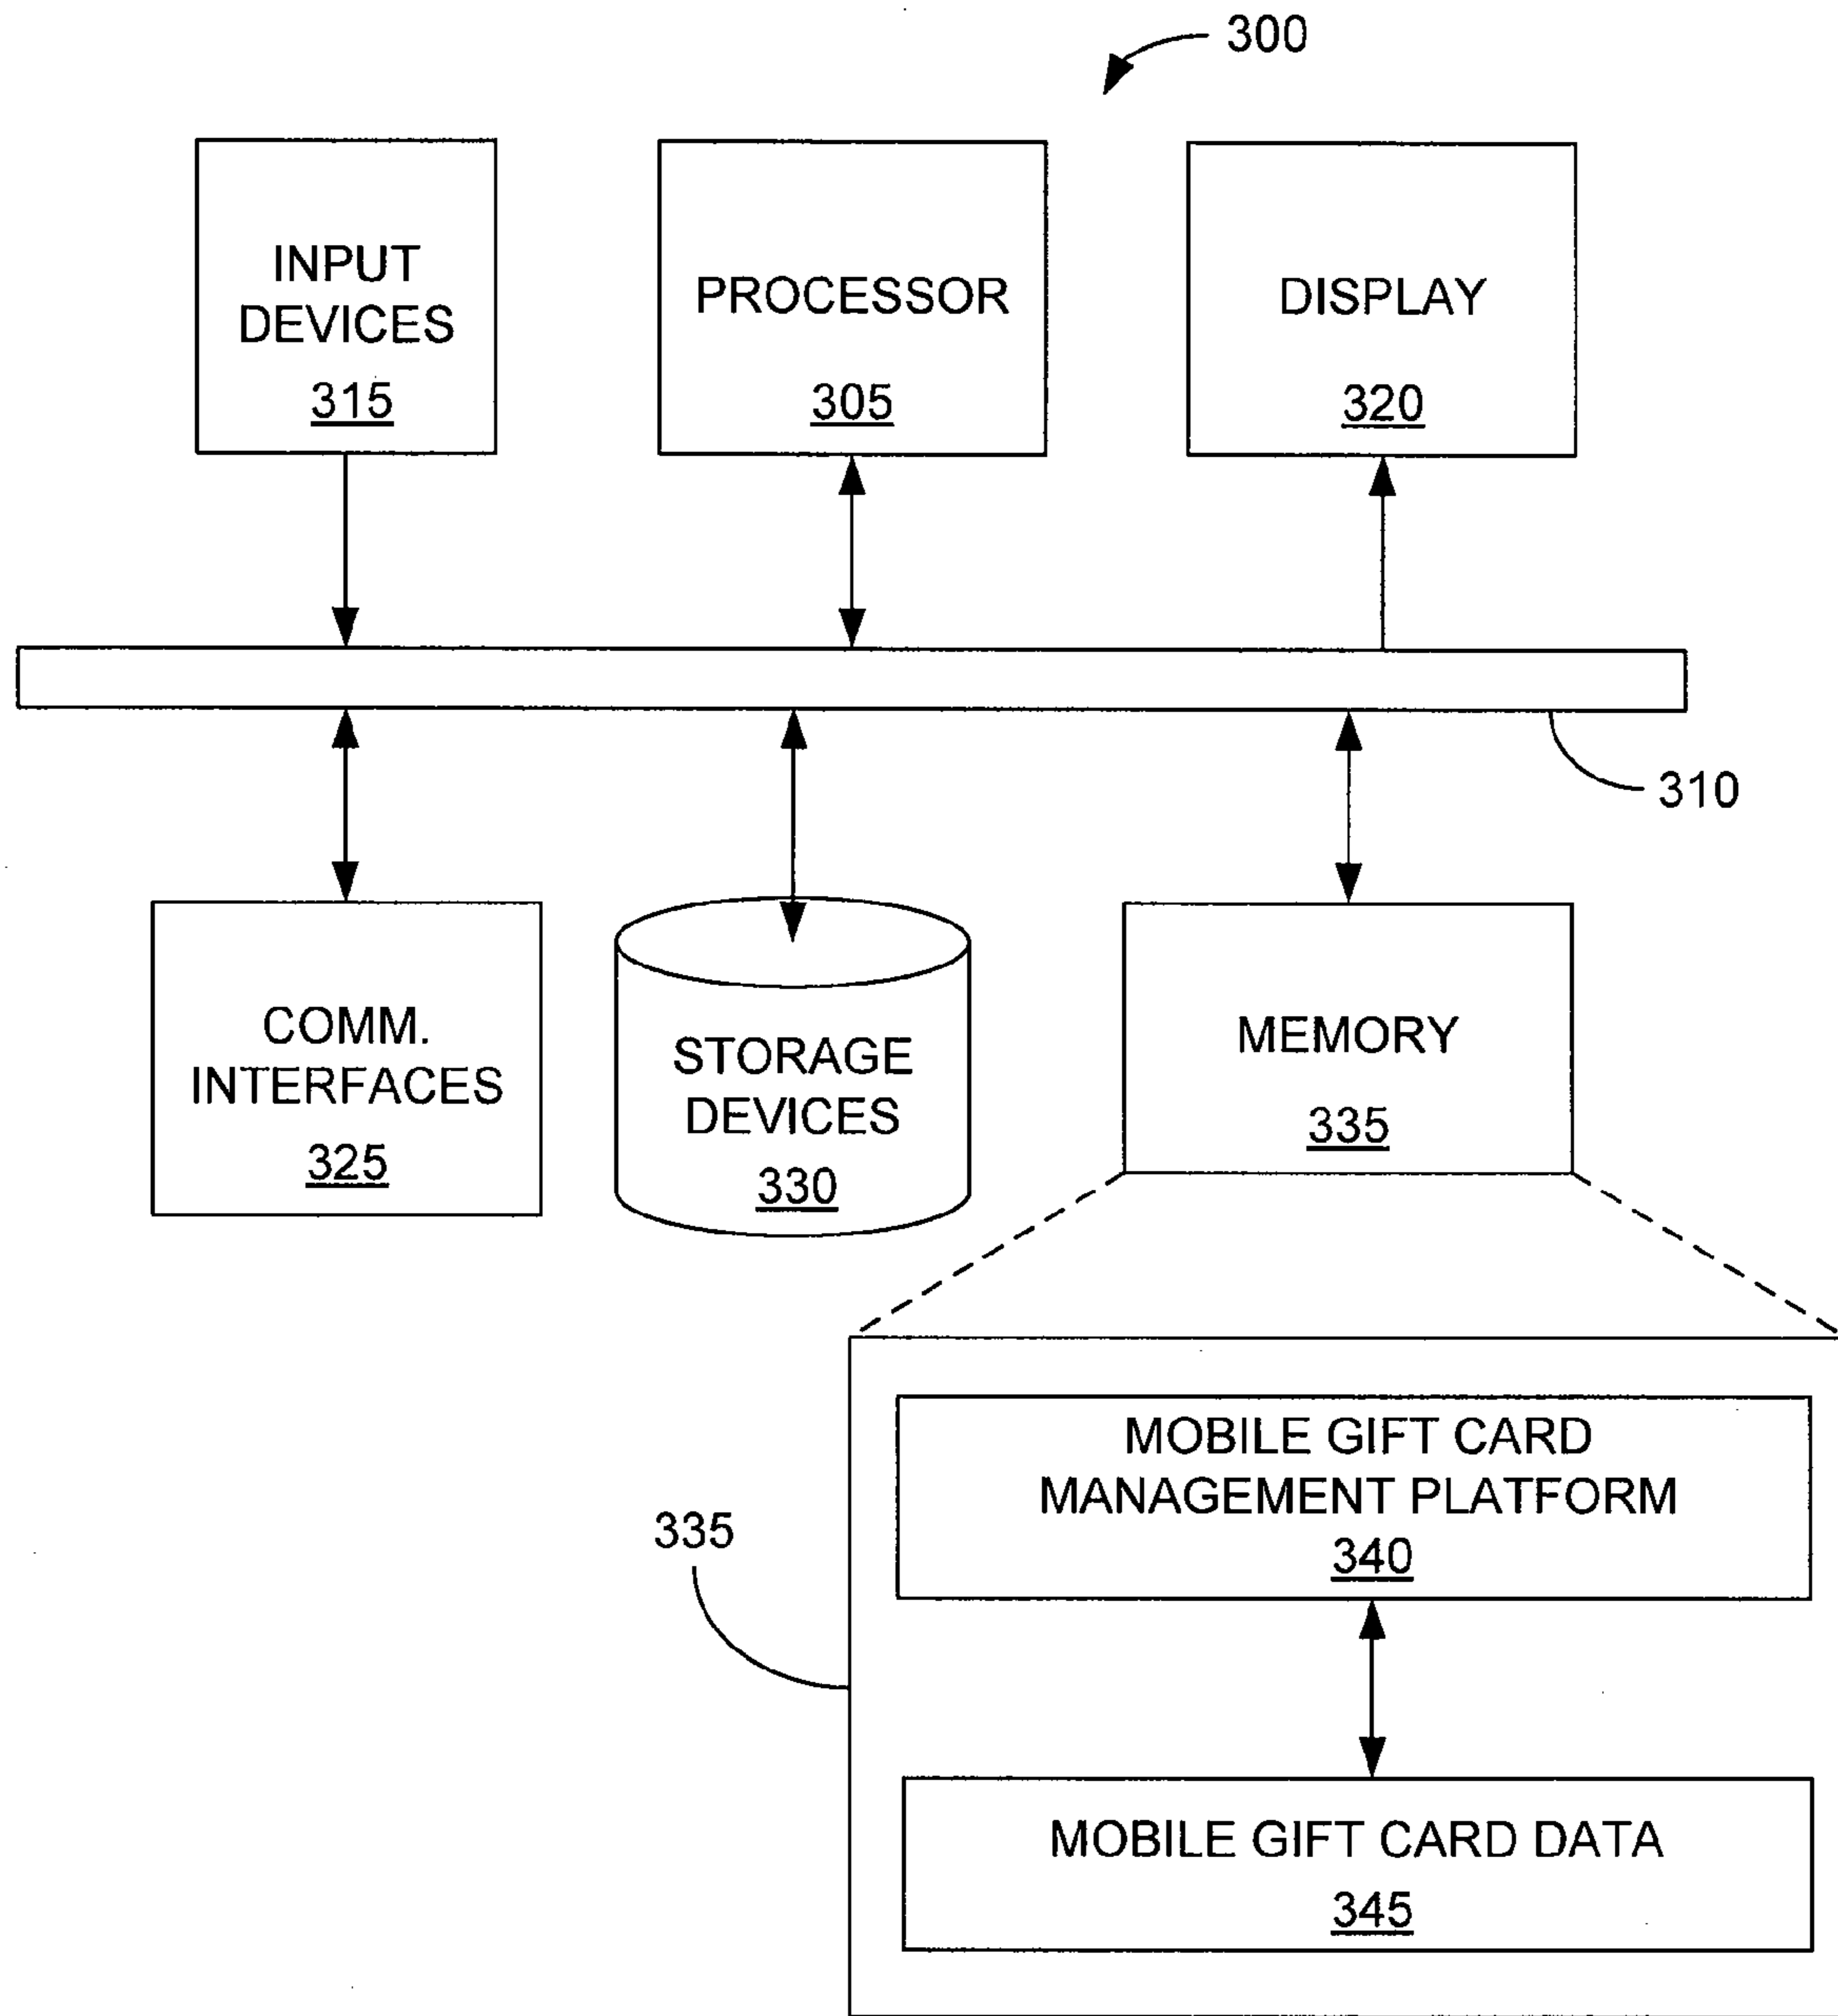 300
INPUT
DEVICES
315
PROCESSOR
305
DISPLAY
320
310
COMM.
INTERFACES
325
STORAGE
DEVICES
330
MEMORY
335
335
MOBILE GIFT CARD
MANAGEMENT PLATFORM
340
MOBILE GIFT CARD DATA
345